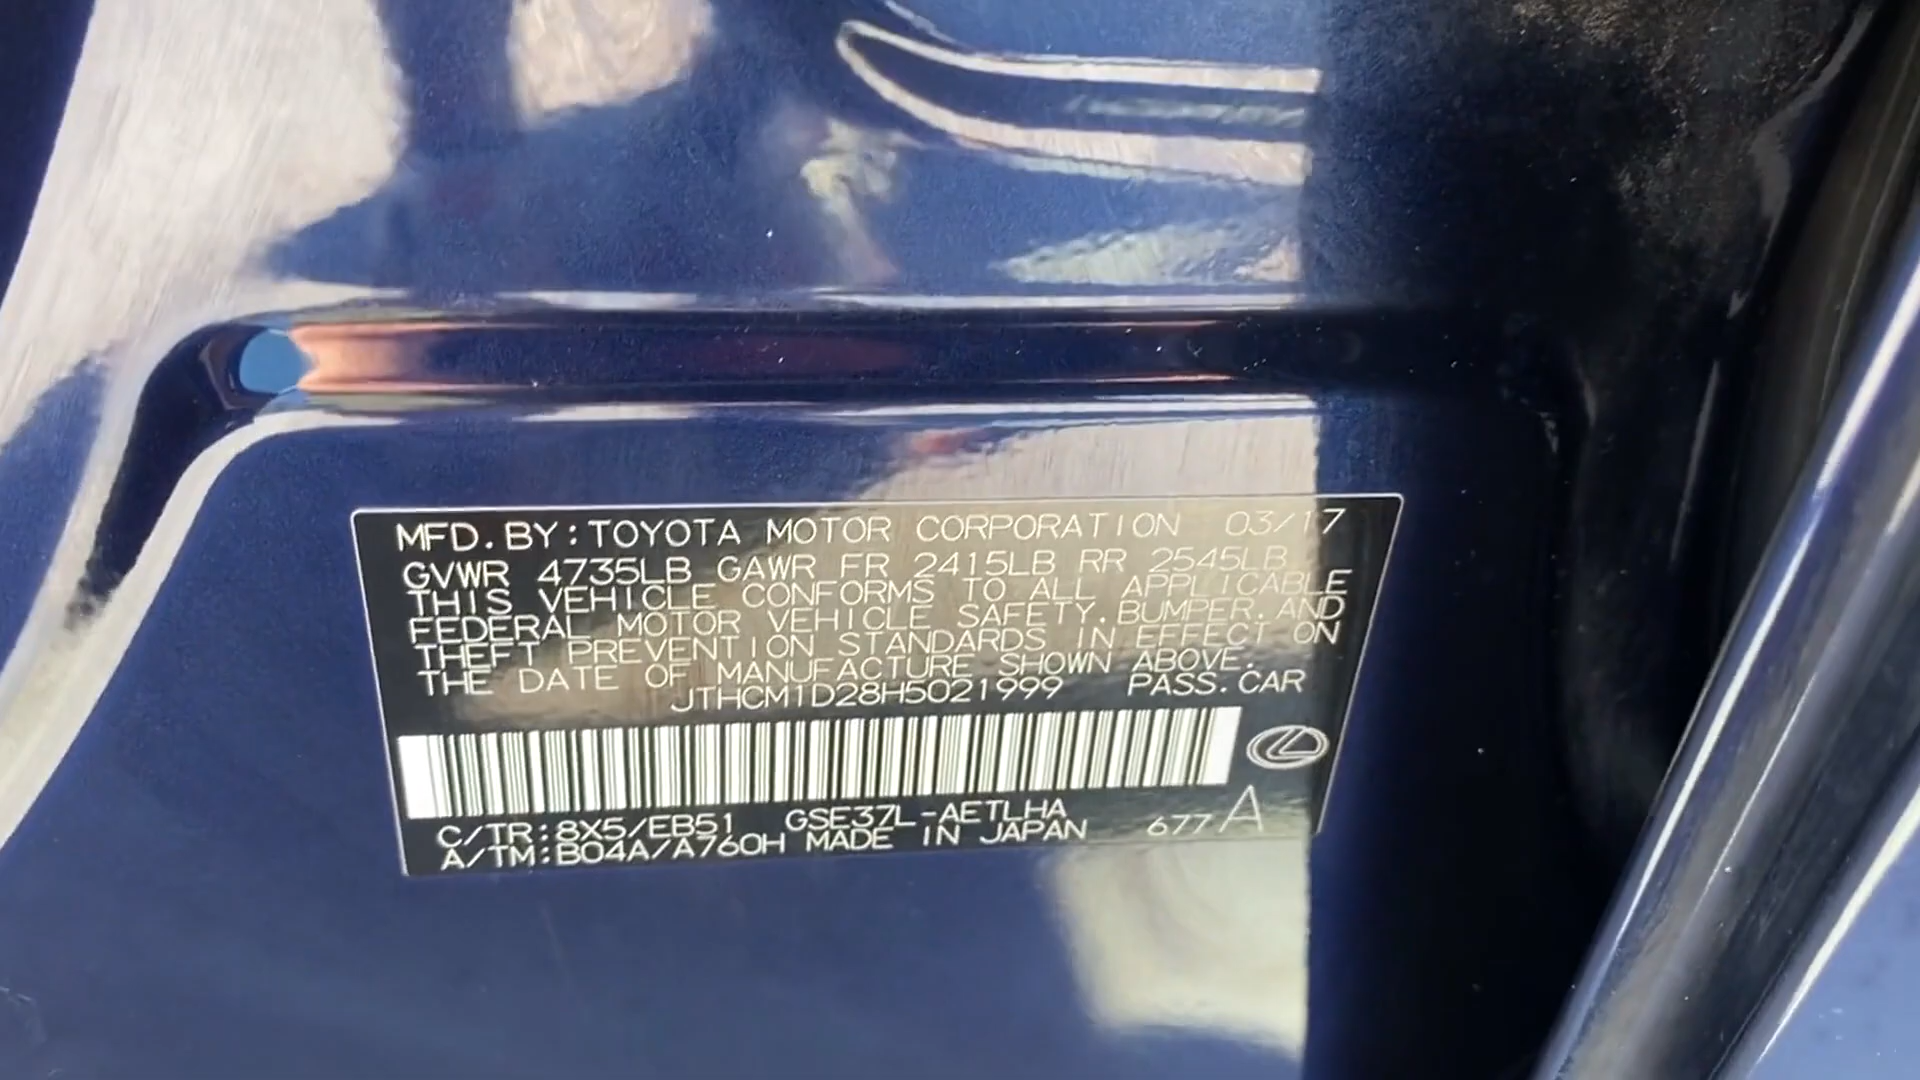 MFD. BY: TOYOTA MOTOR CORPORATION 03/17
GVWR 4735LB GAWR FR 2415LB RR 2545LB
THIS VEHICLE CONFORMS TO ALL APPLICABLE
FEDERAL MOTOR VEHICLE SAFETY, BUMPER, AND
THEFT PREVENTION STANDARDS IN EFFECT ON
THE DATE OF MANUFACTURE SHOWN ABOVE.
JTHCM1D28H5021999 PASS. CAR
C/TR: 8X5/EB51 GSE37L-AETLHA
A/TM: B04A/A760H MADE IN JAPAN 677 A